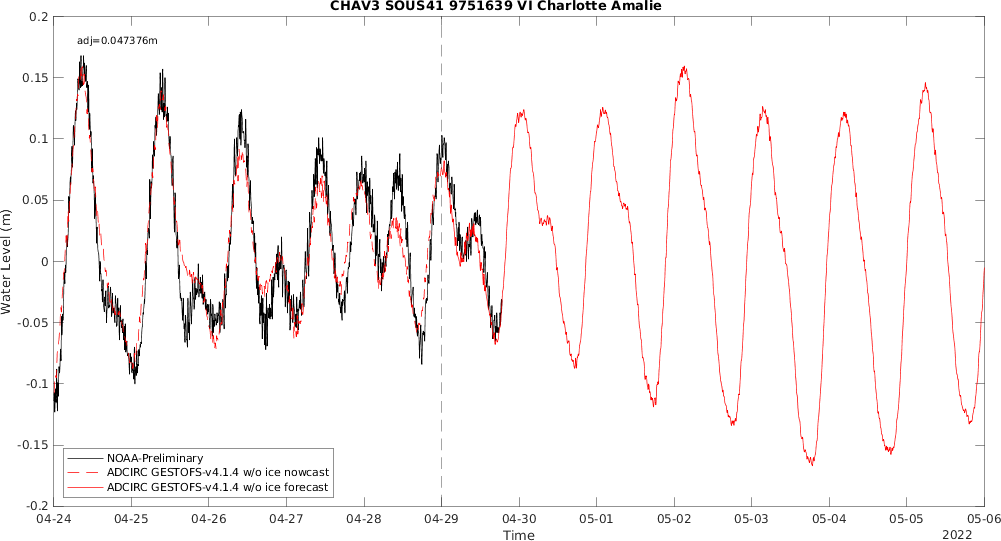 CHAV3 SOUS41 9751639 VI Charlotte Amalie
adj=0.047376m
0.2
0.15
0.1
0.05
0
-0.05
-0.1
-0.15
-0.2
Water Level (m)
NOAA-Preliminary
ADCIRC GESTOFS-v4.1.4 w/o ice nowcast
ADCIRC GESTOFS-v4.1.4 w/o ice forecast
04-24 04-25 04-26 04-27 04-28 04-29 04-30 05-01 05-02 05-03 05-04 05-05 05-06
Time
2022